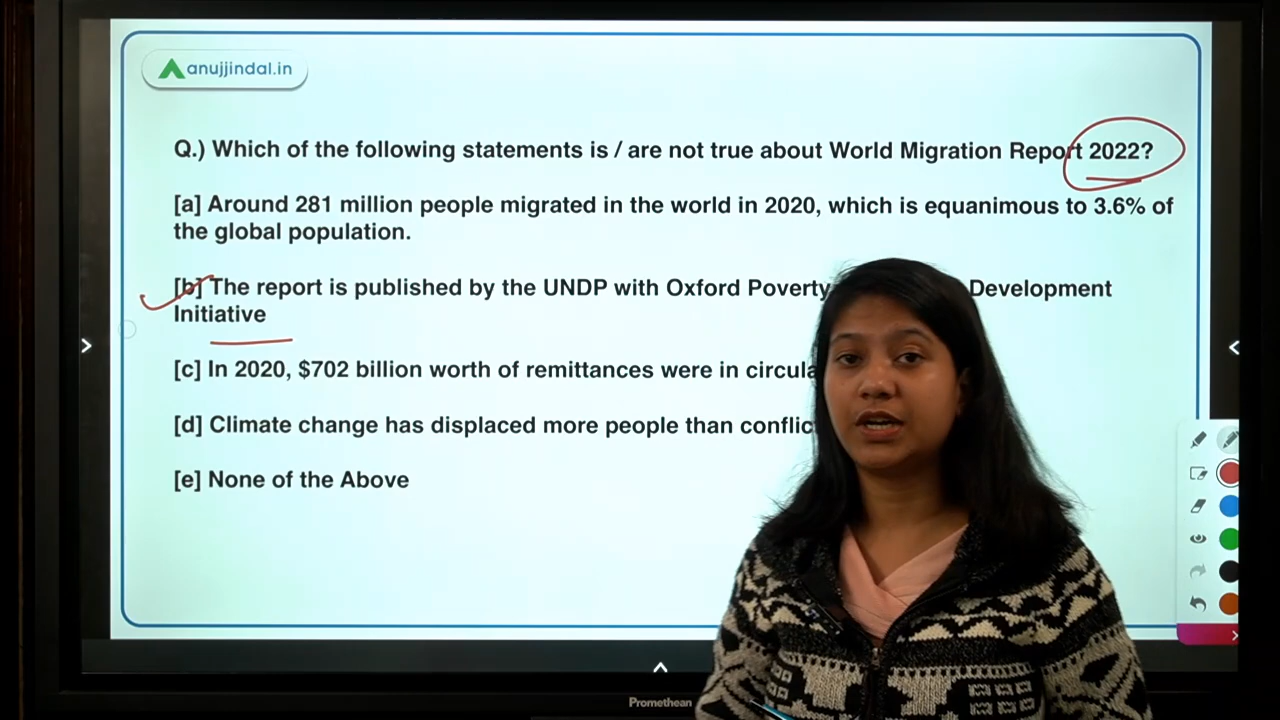 anujjindal.in
Q.) Which of the following statements is / are not true about World Migration Report 2022?
[a] Around 281 million people migrated in the world in 2020, which is equanimous to 3.6% of
the global population.
[b] The report is published by the UNDP with Oxford Poverty Development
Initiative
[c] In 2020, $702 billion worth of remittances were in
[d] Climate change has displaced more people than
[e] None of the Above
Promethean